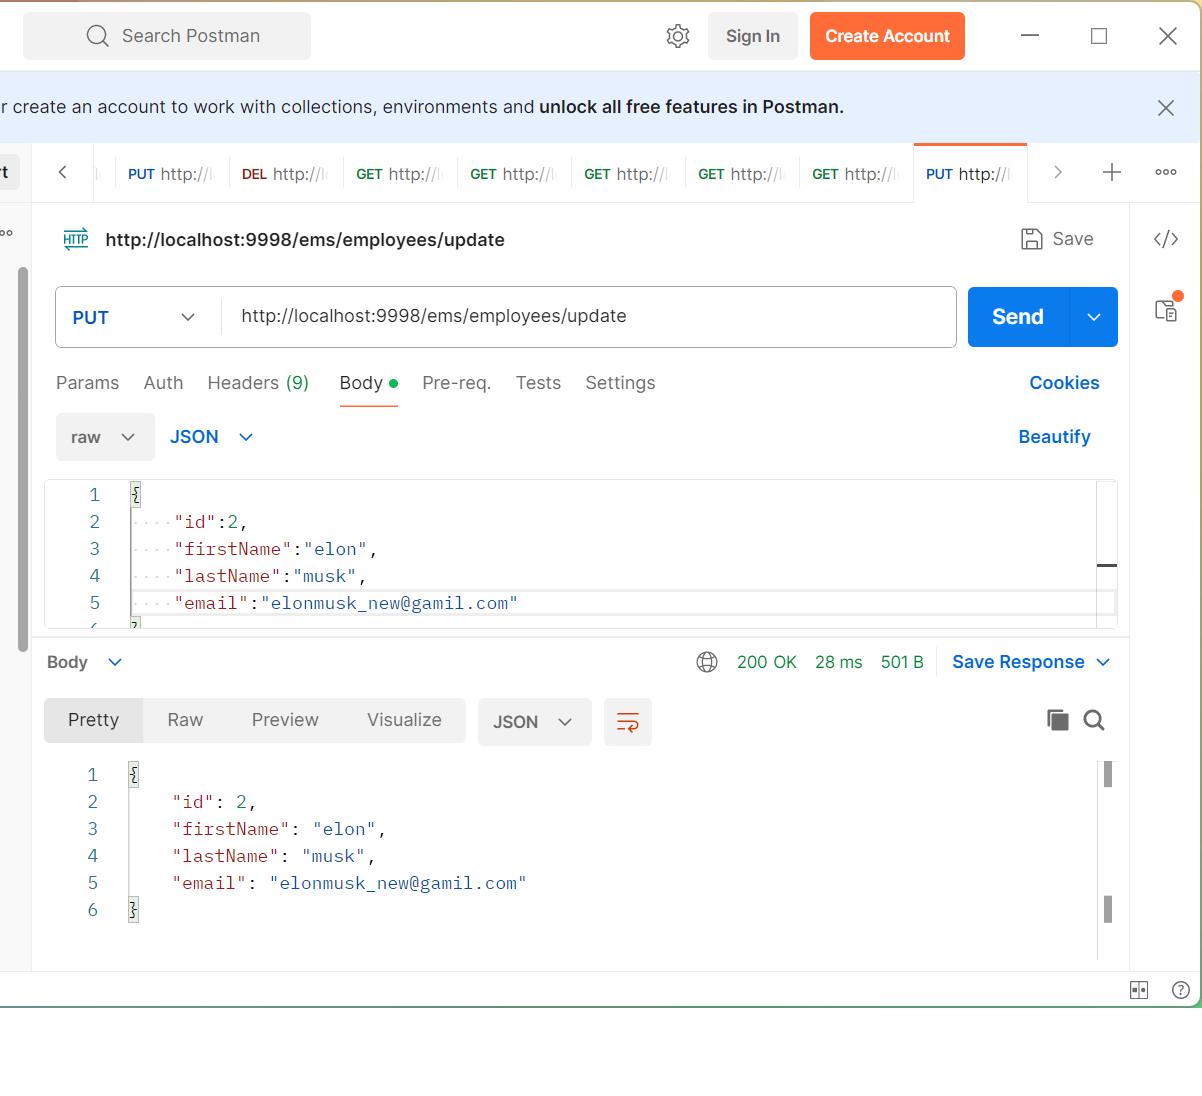 Search Postman
Sign In
Create Account
r create an account to work with collections, environments and unlock all free features in Postman.
PUT http://l
DEL http://l
GET http://l
GET http://l
GET http://l
GET http://l
GET http://l
PUT http://l
HTTP http://localhost:9998/ems/employees/update
Save
</>
PUT
http://localhost:9998/ems/employees/update
Send
Params Auth Headers (9) Body Pre-req. Tests Settings
Cookies
raw
JSON
Beautify
1 {
2 "id":2,
3 "firstName":"elon",
4 "lastName":"musk",
5 "email":"elonmusk_new@gamil.com"
6 }
Body
200 OK 28 ms 501 B
Save Response
Pretty Raw Preview Visualize
JSON
1 {
2 "id": 2,
3 "firstName": "elon",
4 "lastName": "musk",
5 "email": "elonmusk_new@gamil.com"
6 }